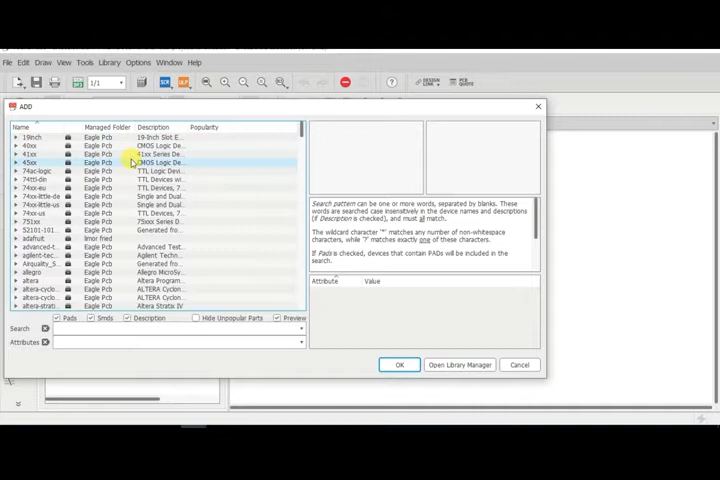 File Edit Draw View Tools Library Options Window Help
SCR ULP
1/1
DESIGN LINK
PCB QUOTE
ADD
Name Managed Folder Description Popularity
19inch Eagle Pcb 19-Inch Slot E...
40xx Eagle Pcb CMOS Logic De...
41xx Eagle Pcb 41xx Series De...
45xx Eagle Pcb CMOS Logic De...
74ac-logic Eagle Pcb TTL Logic Devi...
74ttl-din Eagle Pcb TTL Devices wi...
74xx-eu Eagle Pcb TTL Devices, 7...
74xx-little-de Eagle Pcb Single and Dual...
74xx-little-us Eagle Pcb Single and Dual...
74xx-us Eagle Pcb TTL Devices, 7...
751xx Eagle Pcb 75xxx Series D...
52101-101... Eagle Pcb Generated fro...
adafruit limor fried
advanced-t... Eagle Pcb Advanced Test...
agilent-tec... Eagle Pcb Agilent Techn...
Airquality_S Eagle Pcb Generated fro...
allegro Eagle Pcb Allegro MicroSy...
altera Eagle Pcb Altera Program...
altera-cyclo... Eagle Pcb ALTERA Cyclon...
altera-cyclo... Eagle Pcb ALTERA Cyclon...
altera-strati... Eagle Pcb Altera Stratix IV
Pads Smds Description Hide Unpopular Parts Preview
Search
Attributes
Search pattern can be one or more words, separated by blanks. These
words are searched case insensitively in the device names and descriptions
(if Description is checked), and must all match.
The wildcard character '*' matches any number of non-whitespace
characters, while '?' matches exactly one of these characters.
If Pads is checked, devices that contain PADs will be included in the
search.
Attribute Value
OK Open Library Manager Cancel